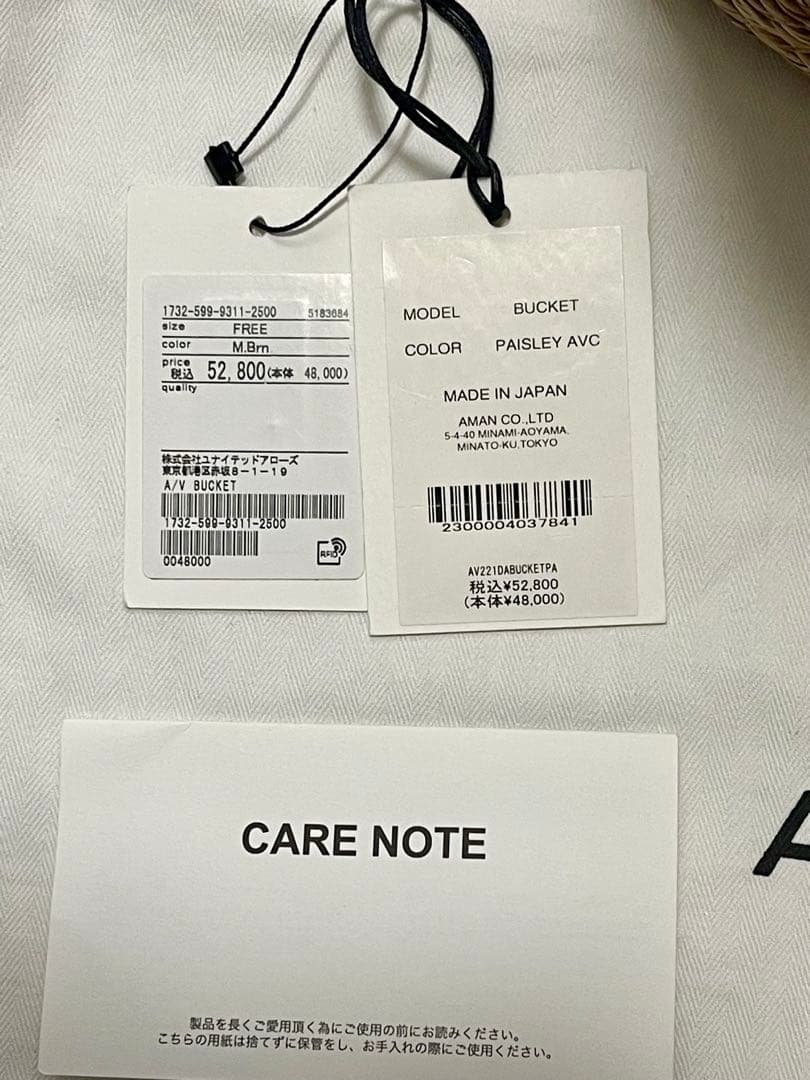 1732-599-9311-2500 5183684
size FREE
color M.Brn
price
税込 52,800(本体 48,000)
quality
株式会社ユナイテッドアローズ
東京都港区赤坂8-1-19
A/V BUCKET
1732-599-9311-2500
0048000
RFID
MODEL BUCKET
COLOR PAISLEY AVC
MADE IN JAPAN
AMAN CO.,LTD
5-4-40 MINAMI-AOYAMA.
MINATO-KU,TOKYO
2300004037841
AV221DABUCKETPA
税込¥52,800
(本体¥48,000)
A
CARE NOTE
製品を長くご愛用頂く為にご使用の前にお読みください。
こちらの用紙は捨てずに保管をし、お手入れの際にご使用ください。